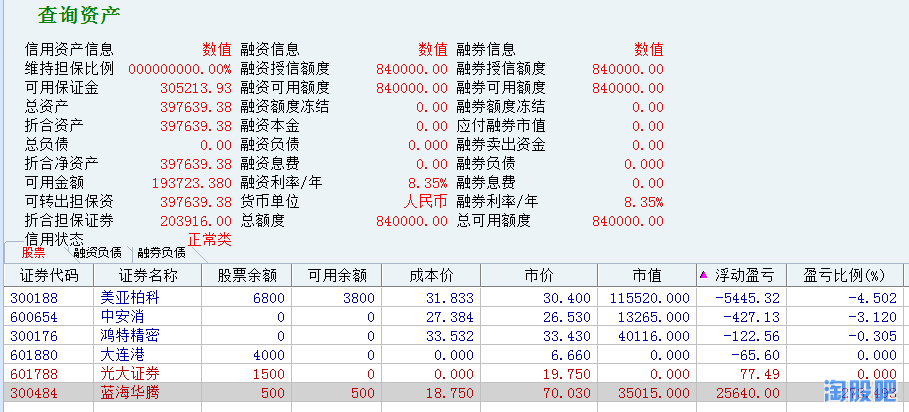 查询资产
信用资产信息 数值 融资信息 数值 融券信息 数值
维持担保比例 000000000.00% 融资授信额度 840000.00 融券授信额度 840000.00
可用保证金 305213.93 融资可用额度 840000.00 融券可用额度 840000.00
总资产 397639.38 融资额度冻结 0.00 融券额度冻结 0.00
折合资产 397639.38 融资本金 0.00 应付融券市值 0.00
总负债 0.00 融资负债 0.000 融券卖出资金 0.00
折合净资产 397639.38 融资息费 0.00 融券负债 0.000
可用金额 193723.380 融资利率/年 8.35% 融券息费 0.00
可转出担保资 397639.38 货币单位 人民币 融券利率/年 8.35%
折合担保证券 203916.00 总额度 840000.00 总可用额度 840000.00
信用状态 正常类
股票 融资负债 融券负债
证券代码 证券名称 股票余额 可用余额 成本价 市价 市值 浮动盈亏 盈亏比例(%)
300188 美亚柏科 6800 3800 31.833 30.400 115520.000 -5445.32 -4.502
600654 中安消 0 0 27.384 26.530 13265.000 -427.13 -3.120
300176 鸿特精密 0 0 33.532 33.430 40116.000 -122.56 -0.305
601880 大连港 4000 0 0.000 6.660 0.000 -65.60 0.000
601788 光大证券 1500 0 0.000 19.750 0.000 77.49 0.000
300484 蓝海华腾 500 500 18.750 70.030 35015.000 25640.00
淘股吧